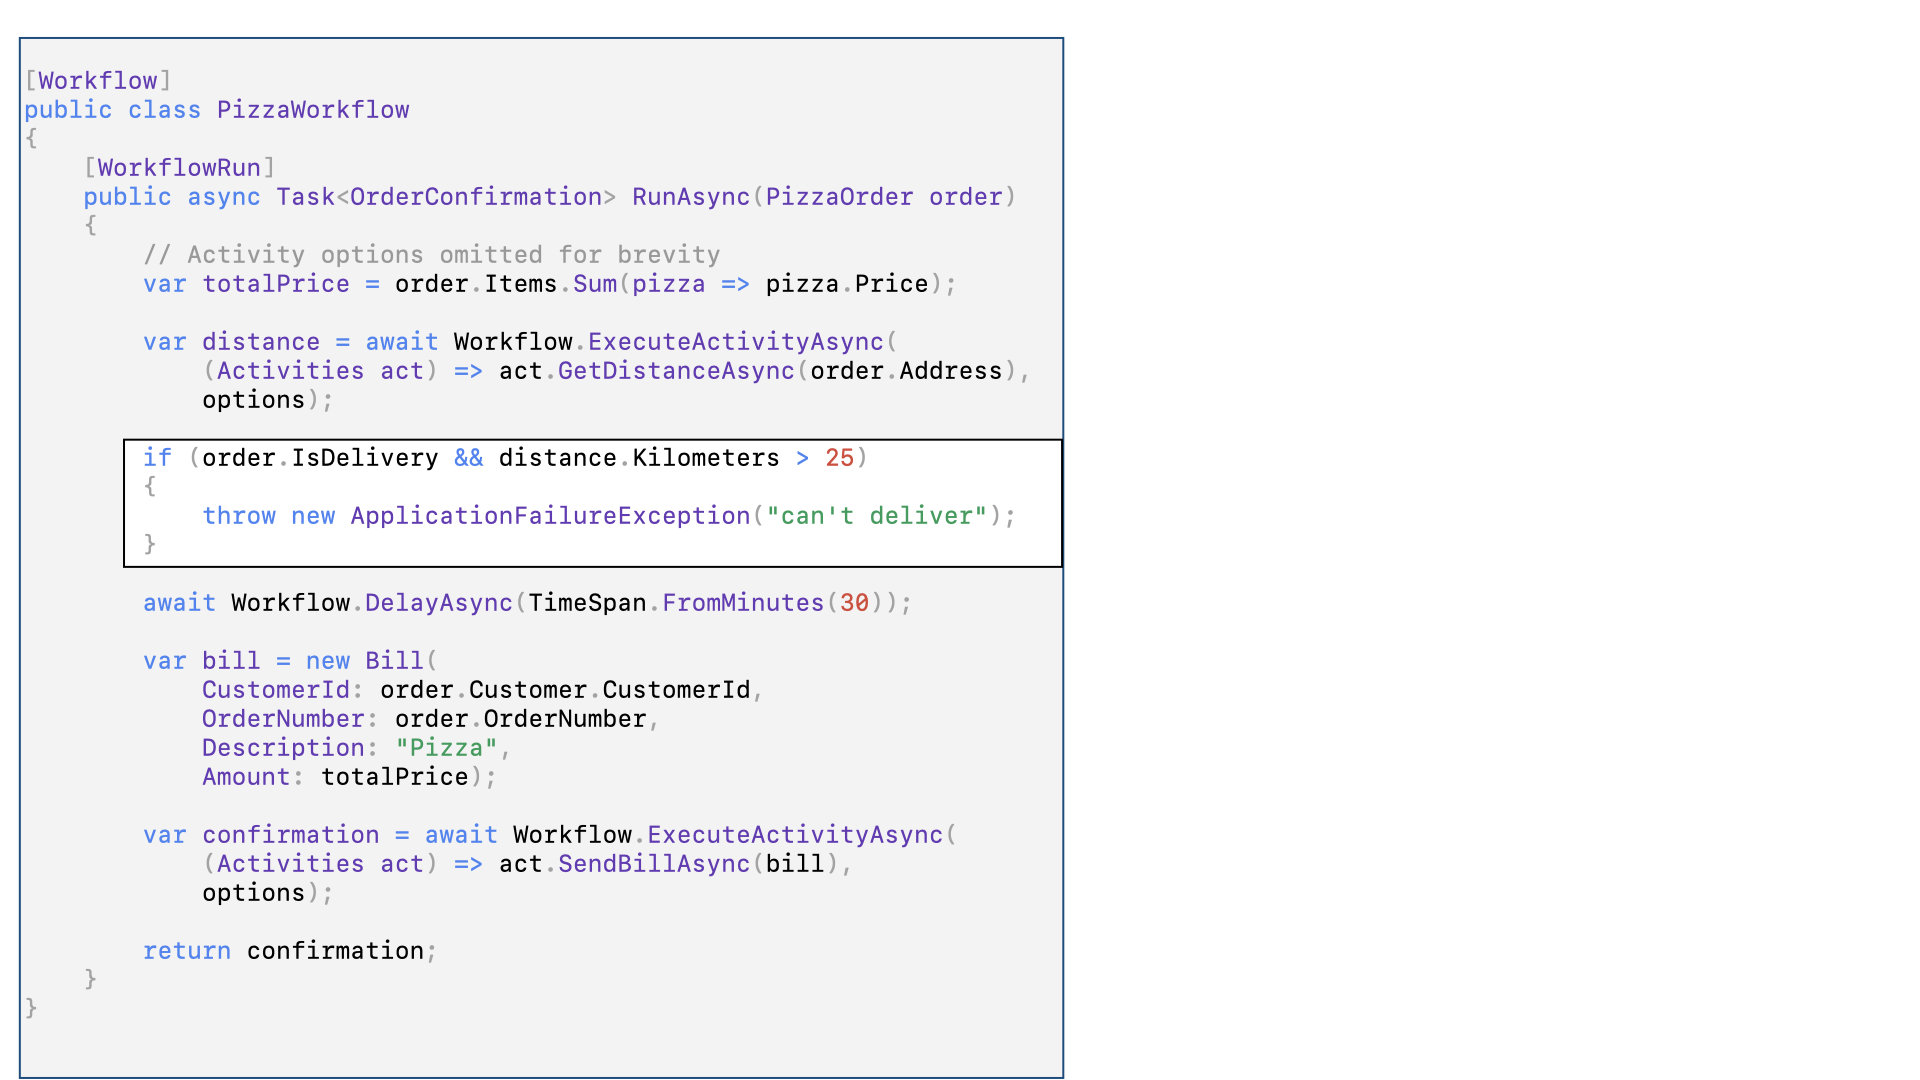 [Workflow]
public class PizzaWorkflow
{
    [WorkflowRun]
    public async Task<OrderConfirmation> RunAsync(PizzaOrder order)
    {
        // Activity options omitted for brevity
        var totalPrice = order.Items.Sum(pizza => pizza.Price);

        var distance = await Workflow.ExecuteActivityAsync(
            (Activities act) => act.GetDistanceAsync(order.Address),
            options);

        if (order.IsDelivery && distance.Kilometers > 25)
        {
            throw new ApplicationFailureException("can't deliver");
        }

        await Workflow.DelayAsync(TimeSpan.FromMinutes(30));

        var bill = new Bill(
            CustomerId: order.Customer.CustomerId,
            OrderNumber: order.OrderNumber,
            Description: "Pizza",
            Amount: totalPrice);

        var confirmation = await Workflow.ExecuteActivityAsync(
            (Activities act) => act.SendBillAsync(bill),
            options);

        return confirmation;
    }
}